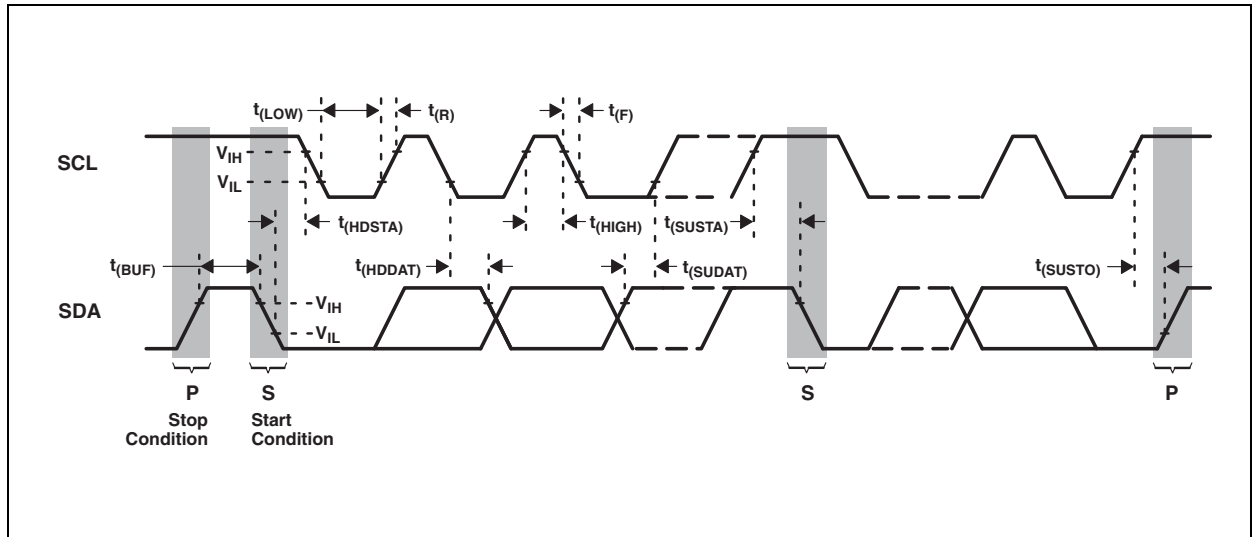 t(LOW)
t(R)
t(F)
SCL
VIH
VIL
t(HDSTA)
t(HIGH)
t(SUSTA)
t(BUF)
t(HDDAT)
t(SUDAT)
t(SUSTO)
SDA
VIH
VIL
P
S
S
P
Stop
Condition
Start
Condition